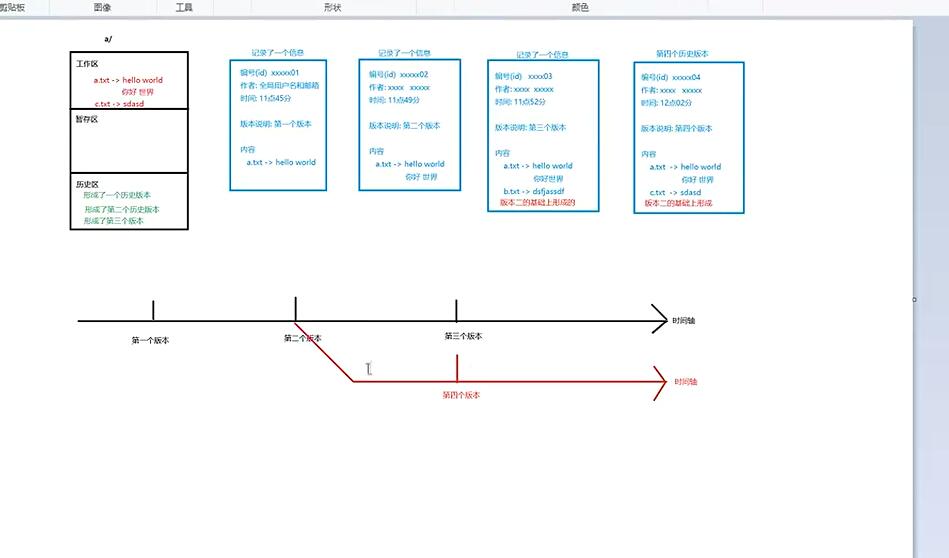 剪贴板
图像
工具
形状
颜色
a/
工作区
a.txt -> hello world
你好 世界
c.txt -> sdasd
暂存区
历史区
形成了一个历史版本
形成了第二个历史版本
形成了第三个版本
记录了一个信息
编号(id) xxxxx01
作者: 全局用户名和邮箱
时间: 11点45分
版本说明: 第一个版本
内容
a.txt -> hello world
记录了一个信息
编号(id) xxxxx02
作者: xxxx xxxxx
时间: 11点49分
版本说明: 第二个版本
内容
a.txt -> hello world
你好 世界
记录了一个信息
编号(id) xxxx03
作者: xxxx xxxxx
时间: 11点52分
版本说明: 第三个版本
内容
a.txt -> hello world
你好世界
b.txt -> dsfjassdf
版本二的基础上形成的
第四个历史版本
编号(id) xxxxx04
作者: xxxx xxxxx
时间: 12点02分
版本说明: 第四个版本
内容
a.txt -> hello world
你好 世界
c.txt -> sdasd
版本二的基础上形成
时间轴
第一个版本
第二个版本
第三个版本
时间轴
第四个版本